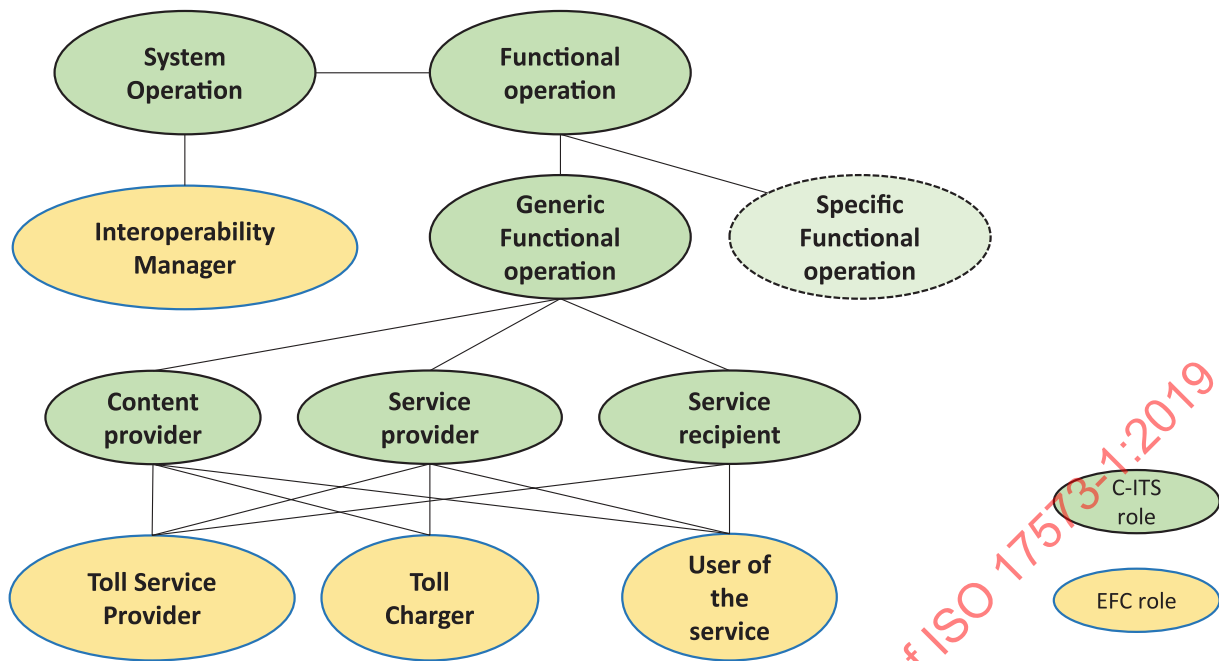 System
Operation
Functional
operation
Interoperability
Manager
Generic
Functional
operation
Specific
Functional
operation
Content
provider
Service
provider
Service
recipient
C-ITS
role
Toll Service
Provider
Toll
Charger
User of
the
service
EFC role
of ISO 17573-1:2019